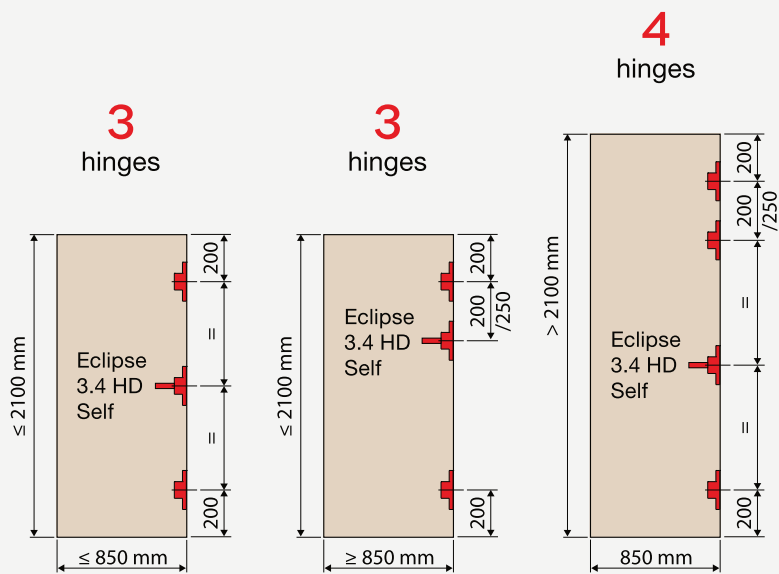 3
hinges
≤ 2100 mm
200
=
=
200
Eclipse
3.4 HD
Self
≤ 850 mm
3
hinges
≤ 2100 mm
200
200
/250
200
Eclipse
3.4 HD
Self
≥ 850 mm
4
hinges
> 2100 mm
200
200
/250
=
=
200
Eclipse
3.4 HD
Self
850 mm